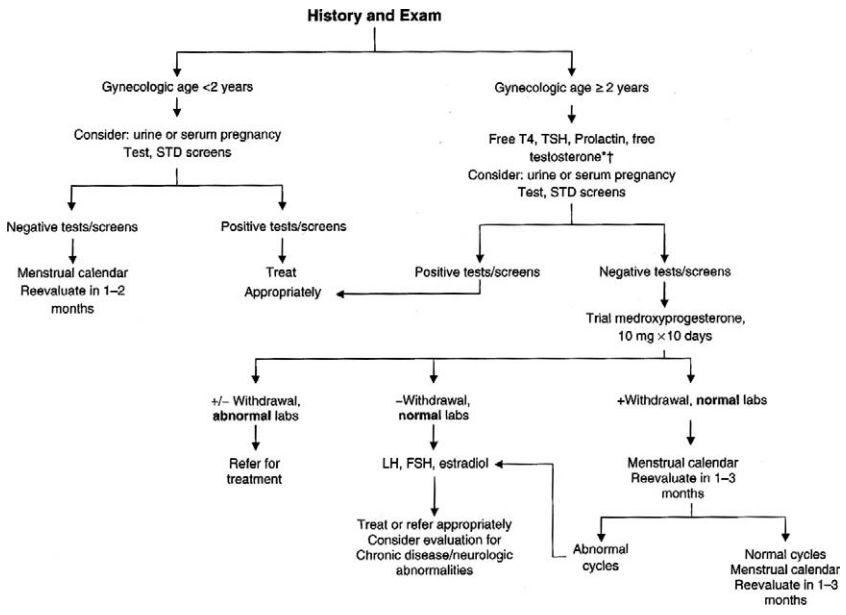 History and Exam
Gynecologic age <2 years
Gynecologic age ≥ 2 years
Consider: urine or serum pregnancy
Test, STD screens
Free T4, TSH, Prolactin, free
testosterone*†
Consider: urine or serum pregnancy
Test, STD screens
Negative tests/screens
Positive tests/screens
Menstrual calendar
Reevaluate in 1–2
months
Treat
Appropriately
Positive tests/screens
Negative tests/screens
Trial medroxyprogesterone,
10 mg ×10 days
+/– Withdrawal,
abnormal labs
–Withdrawal,
normal labs
+Withdrawal, normal labs
Refer for
treatment
LH, FSH, estradiol
Menstrual calendar
Reevaluate in 1–3
months
Treat or refer appropriately
Consider evaluation for
Chronic disease/neurologic
abnormalities
Abnormal
cycles
Normal cycles
Menstrual calendar
Reevaluate in 1–3
months